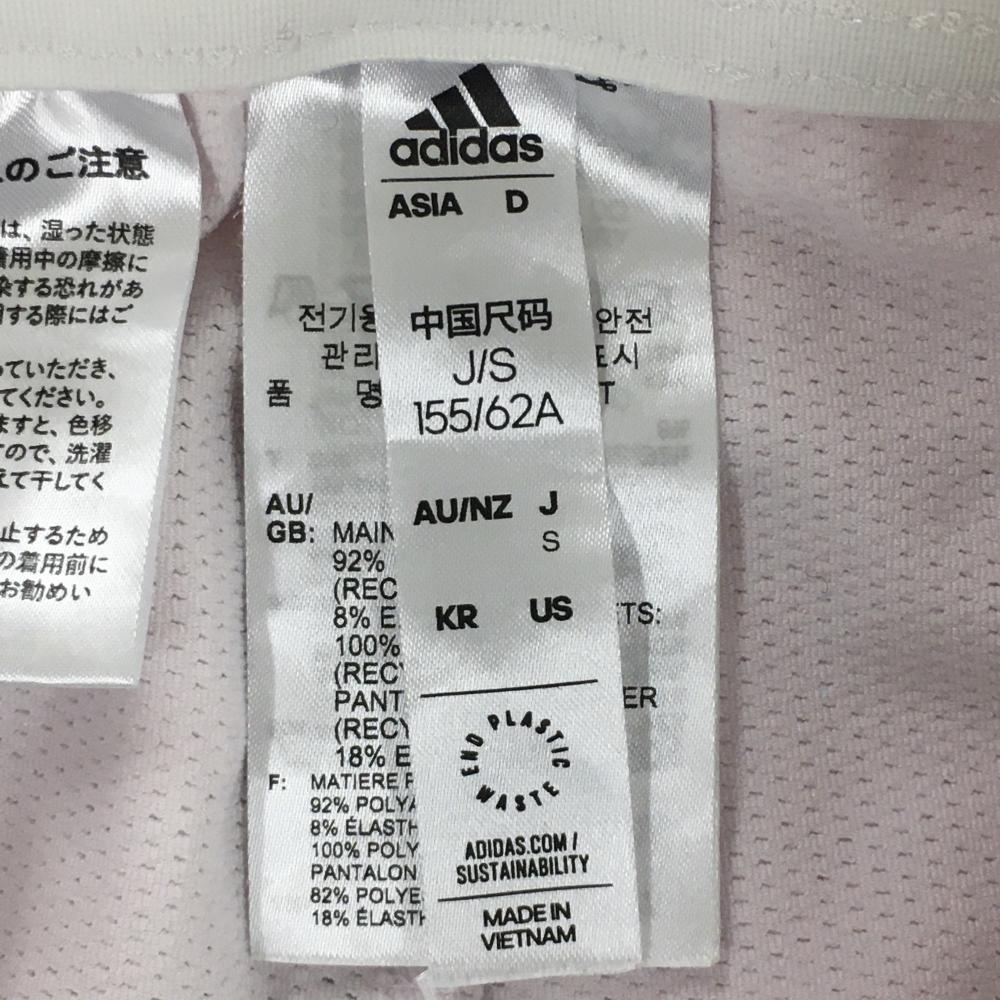 のご注意
は、湿った状態
着用中の摩擦に
染する恐れがあ
用する際にはご
っていただき、
てください。
ますと、色移
ので、洗濯
えて干してく
止するため
の着用前に
お勧めい
adidas
ASIA D
中国尺码
J/S
155/62A
AU/NZ J
S
KR US
END PLASTIC WASTE
ADIDAS.COM/
SUSTAINABILITY
MADE IN
VIETNAM
전기용 안전
관리 표시
품 명 T
AU/
GB: MAIN
92%
(REC
8% E TS:
100%
(RECY
PANT ER
(RECY
18% E
F: MATIERE P
92% POLYA
8% ÉLASTH
100% POLY
PANTALON
82% POLYE
18% ÉLASTH